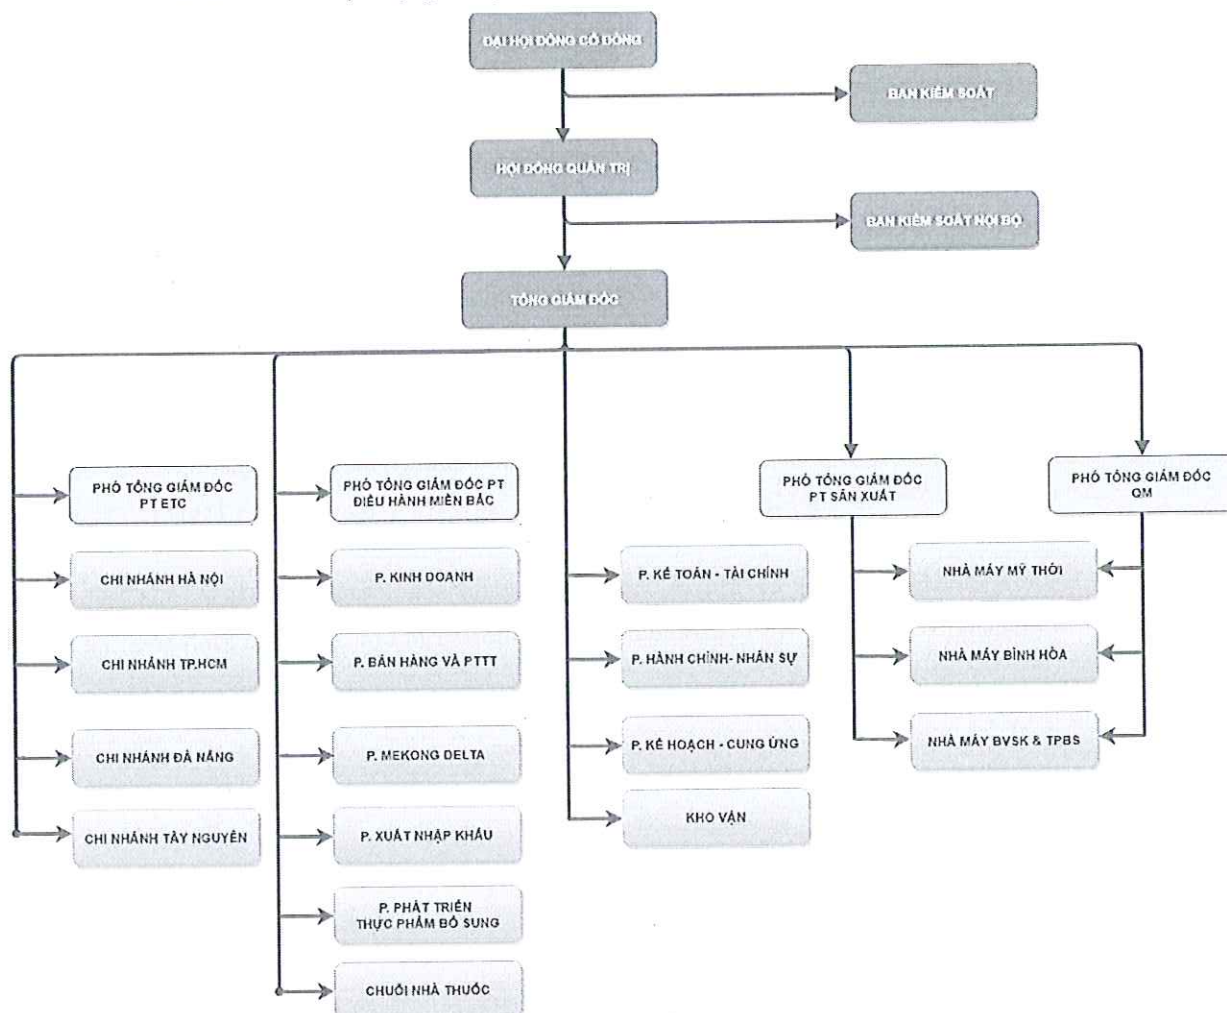 ĐẠI HỘI ĐỒNG CỔ ĐÔNG
BAN KIỂM SOÁT
HỘI ĐỒNG QUẢN TRỊ
BAN KIỂM SOÁT NỘI BỘ
TỔNG GIÁM ĐỐC
PHÓ TỔNG GIÁM ĐỐC
PT ETC
CHI NHÁNH HÀ NỘI
CHI NHÁNH TP.HCM
CHI NHÁNH ĐÀ NẴNG
CHI NHÁNH TÂY NGUYÊN
PHÓ TỔNG GIÁM ĐỐC PT
ĐIỀU HÀNH MIỀN BẮC
P. KINH DOANH
P. BÁN HÀNG VÀ PTTT
P. MEKONG DELTA
P. XUẤT NHẬP KHẨU
P. PHÁT TRIỂN
THỰC PHẨM BỔ SUNG
CHUỖI NHÀ THUỐC
P. KẾ TOÁN - TÀI CHÍNH
P. HÀNH CHÍNH- NHÂN SỰ
P. KẾ HOẠCH - CUNG ỨNG
KHO VẬN
PHÓ TỔNG GIÁM ĐỐC
PT SẢN XUẤT
PHÓ TỔNG GIÁM ĐỐC
QM
NHÀ MÁY MỸ THỚI
NHÀ MÁY BÌNH HÒA
NHÀ MÁY BVSK & TPBS